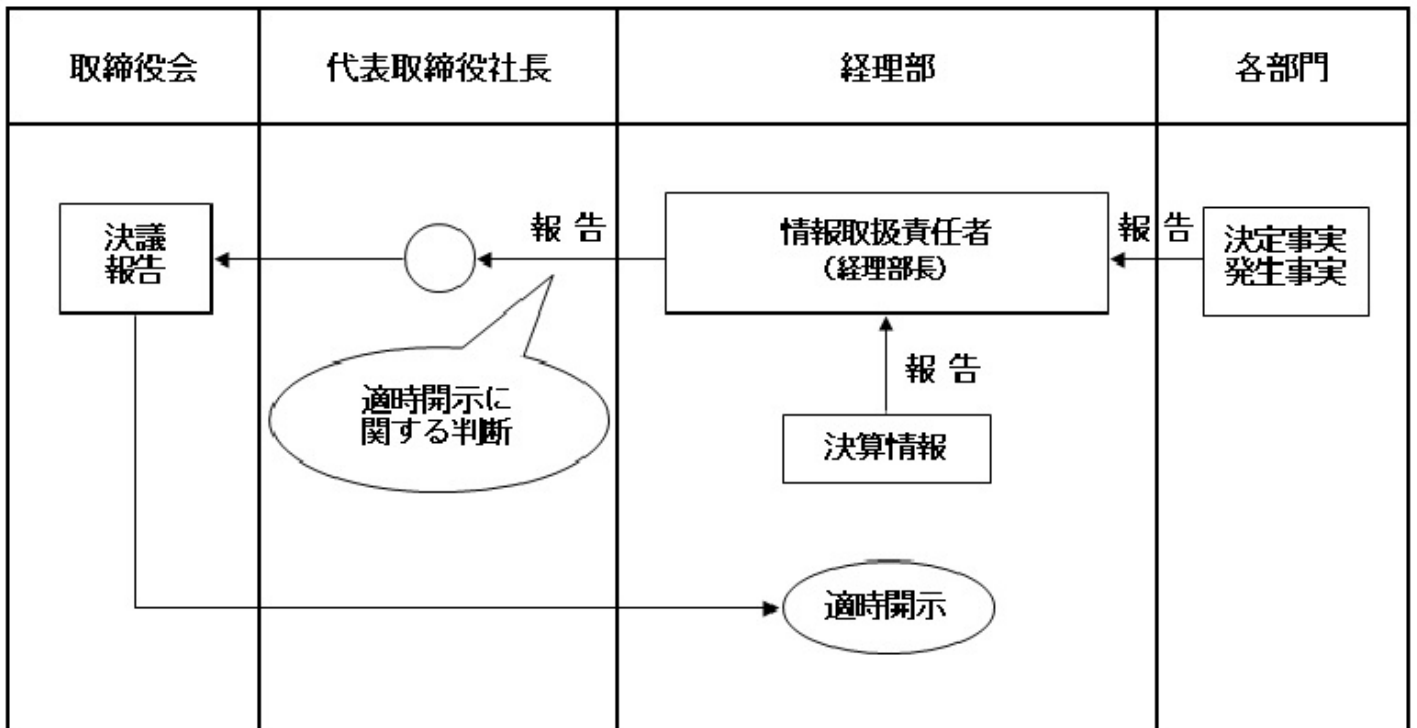 取締役会
代表取締役社長
経理部
各部門
決議
報告
報告
情報取扱責任者
（経理部長）
報告
決定事実
発生事実
適時開示に
関する判断
報告
決算情報
適時開示